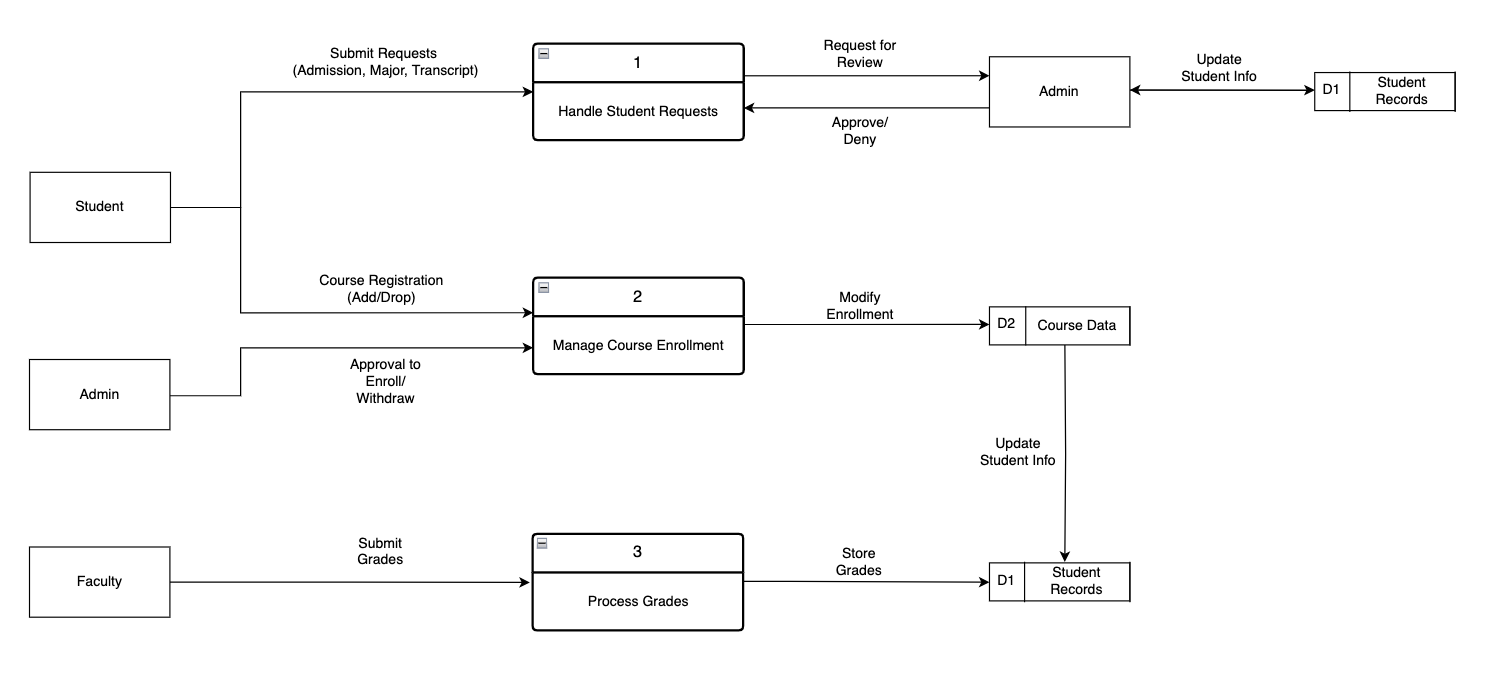 Submit Requests
(Admission, Major, Transcript)
1
Handle Student Requests
Request for
Review
Approve/
Deny
Admin
Update
Student Info
D1
Student
Records
Student
Course Registration
(Add/Drop)
2
Manage Course Enrollment
Modify
Enrollment
D2
Course Data
Admin
Approval to
Enroll/
Withdraw
Update
Student Info
Faculty
Submit
Grades
3
Process Grades
Store
Grades
D1
Student
Records